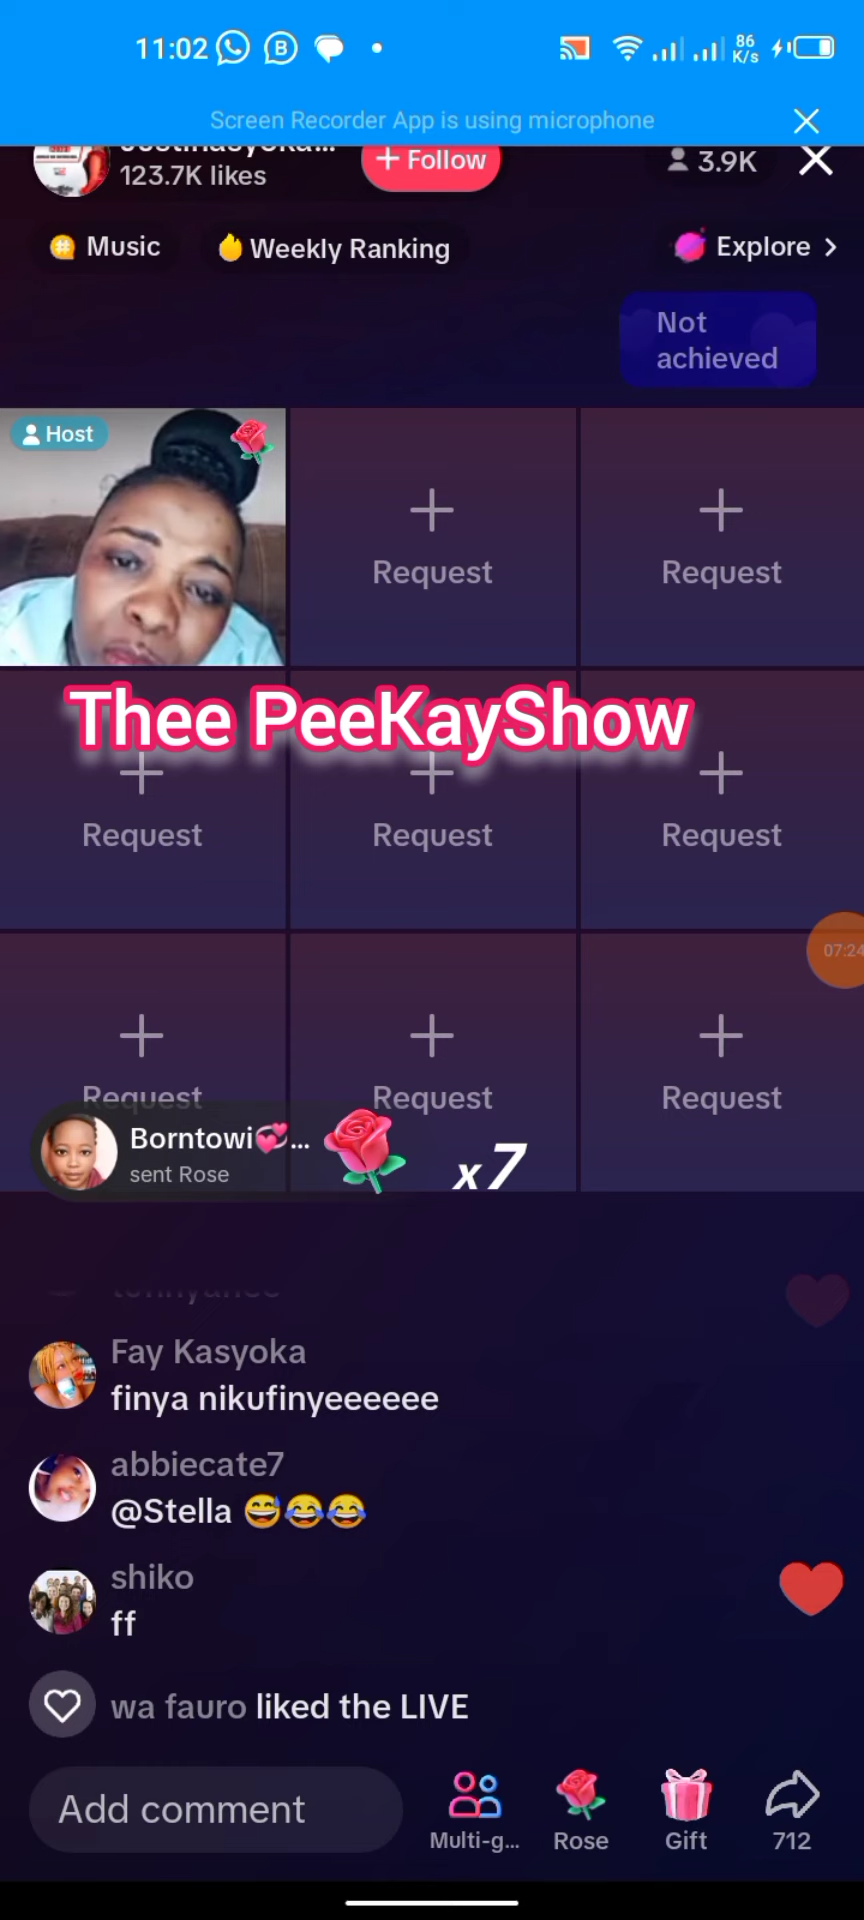 11:02
86
K/s
Screen Recorder App is using microphone
123.7K likes
+ Follow
3.9K
Music
Weekly Ranking
Explore
Not
achieved
Host
Request
Request
Thee PeeKayShow
Request
Request
Request
07:24
Request
Request
Request
Borntowi💞...
sent Rose
x7
Fay Kasyoka
finya nikufinyeeeeee
abbiecate7
@Stella 😅😂😂
shiko
ff
wa fauro liked the LIVE
Add comment
Multi-g...
Rose
Gift
712